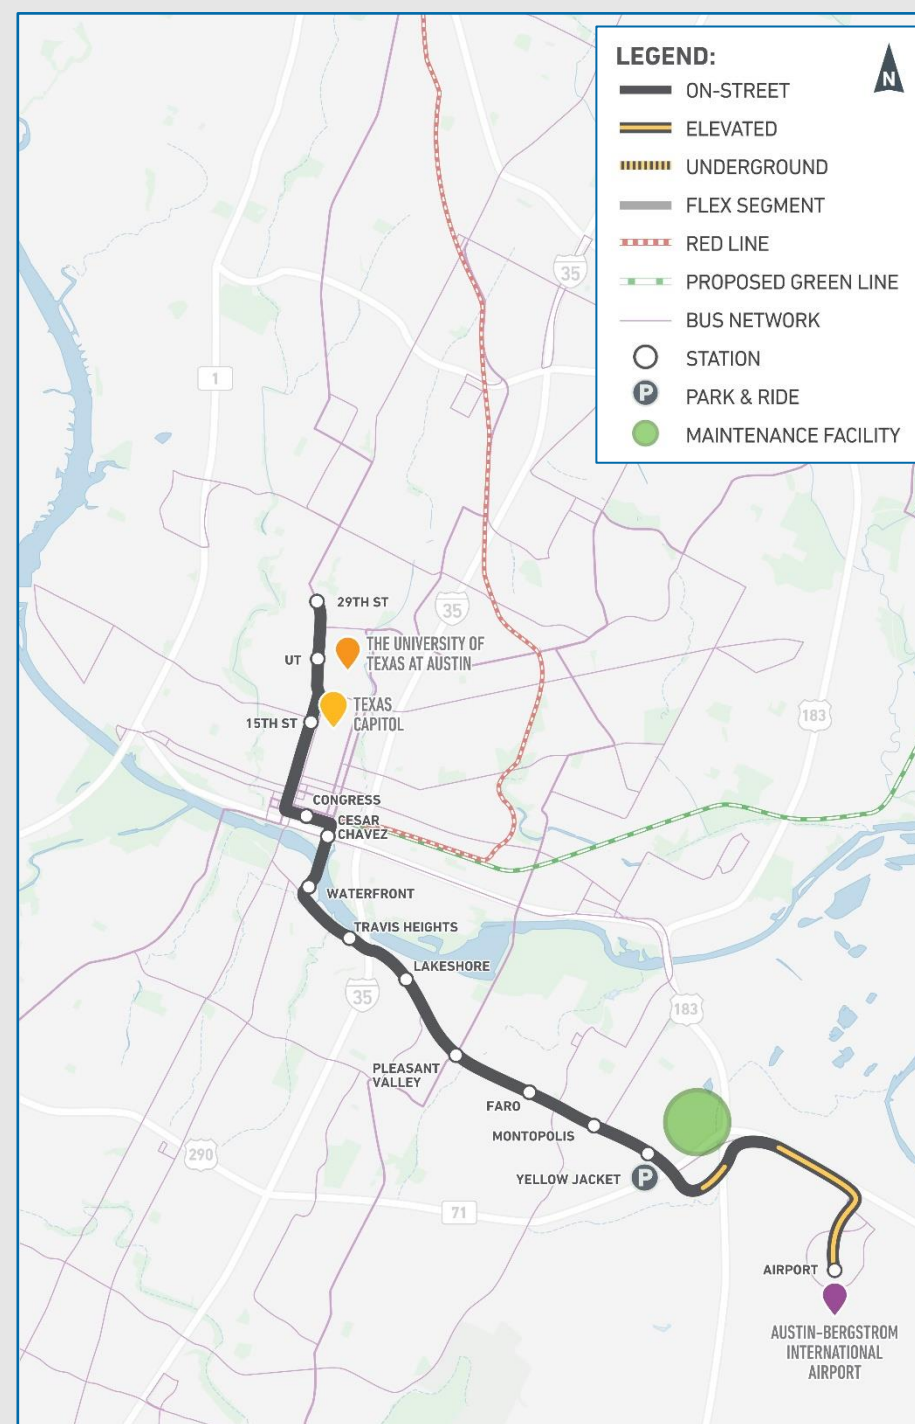 LEGEND:
N
ON-STREET
ELEVATED
UNDERGROUND
FLEX SEGMENT
RED LINE
PROPOSED GREEN LINE
BUS NETWORK
STATION
P
PARK & RIDE
MAINTENANCE FACILITY
35
1
29TH ST
35
UT
THE UNIVERSITY OF
TEXAS AT AUSTIN
15TH ST
TEXAS
CAPITOL
183
CONGRESS
CESAR
CHAVEZ
WATERFRONT
TRAVIS HEIGHTS
LAKESHORE
35
183
PLEASANT
VALLEY
FARO
MONTOPOLIS
290
YELLOW JACKET
P
71
AIRPORT
AUSTIN-BERGSTROM
INTERNATIONAL
AIRPORT